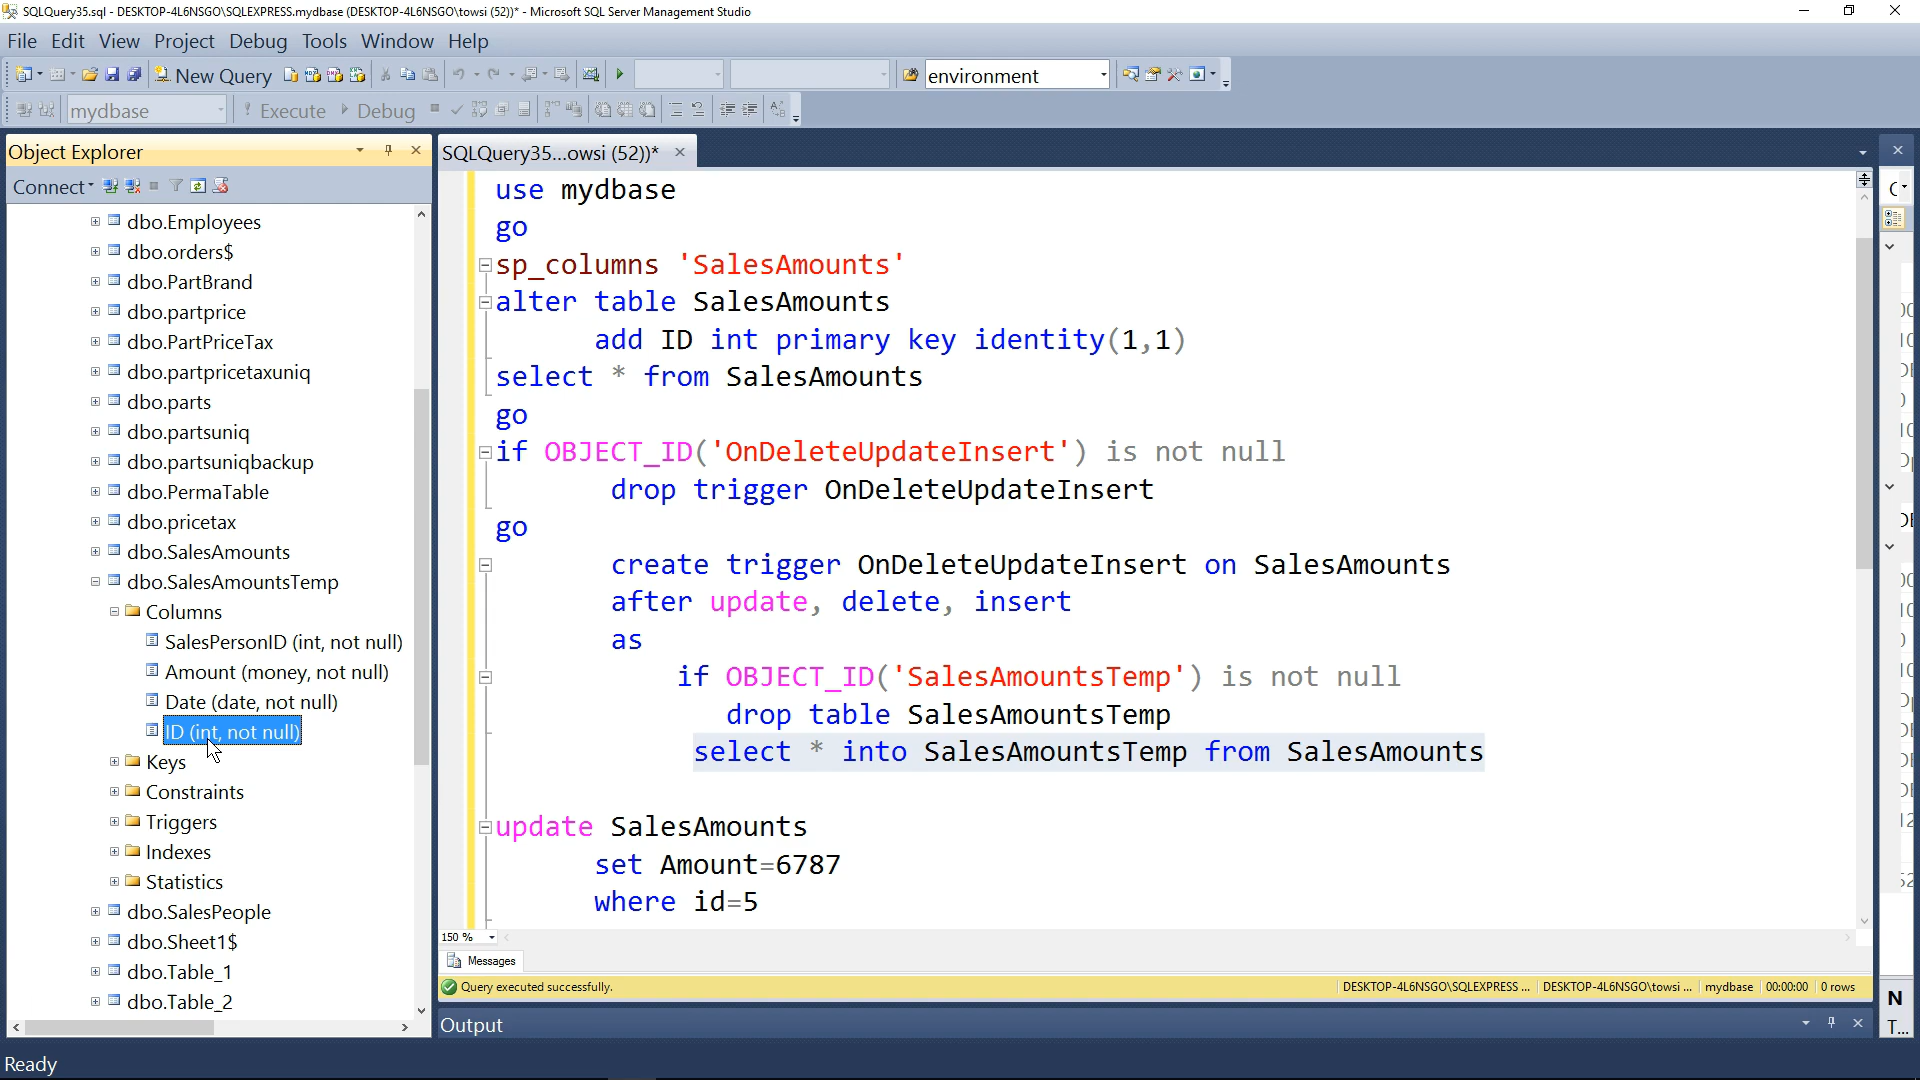 SQLQuery35.sql - DESKTOP-4L6NSGO\SQLEXPRESS.mydbase (DESKTOP-4L6NSGO\towsi (52))* - Microsoft SQL Server Management Studio
File Edit View Project Debug Tools Window Help
New Query
environment
mydbase
Execute
Debug
Object Explorer
Connect
dbo.Employees
dbo.orders$
dbo.PartBrand
dbo.partprice
dbo.PartPriceTax
dbo.partpricetaxuniq
dbo.parts
dbo.partsuniq
dbo.partsuniqbackup
dbo.PermaTable
dbo.pricetax
dbo.SalesAmounts
dbo.SalesAmountsTemp
Columns
SalesPersonID (int, not null)
Amount (money, not null)
Date (date, not null)
ID (int, not null)
Keys
Constraints
Triggers
Indexes
Statistics
dbo.SalesPeople
dbo.Sheet1$
dbo.Table_1
dbo.Table_2
SQLQuery35...owsi (52))*
use mydbase
go
sp_columns 'SalesAmounts'
alter table SalesAmounts
add ID int primary key identity(1,1)
select * from SalesAmounts
go
if OBJECT_ID('OnDeleteUpdateInsert') is not null
drop trigger OnDeleteUpdateInsert
go
create trigger OnDeleteUpdateInsert on SalesAmounts
after update, delete, insert
as
if OBJECT_ID('SalesAmountsTemp') is not null
drop table SalesAmountsTemp
select * into SalesAmountsTemp from SalesAmounts
update SalesAmounts
set Amount=6787
where id=5
150 %
Messages
Query executed successfully.
DESKTOP-4L6NSGO\SQLEXPRESS ...
DESKTOP-4L6NSGO\towsi ...
mydbase
00:00:00
0 rows
Output
N
T...
Ready